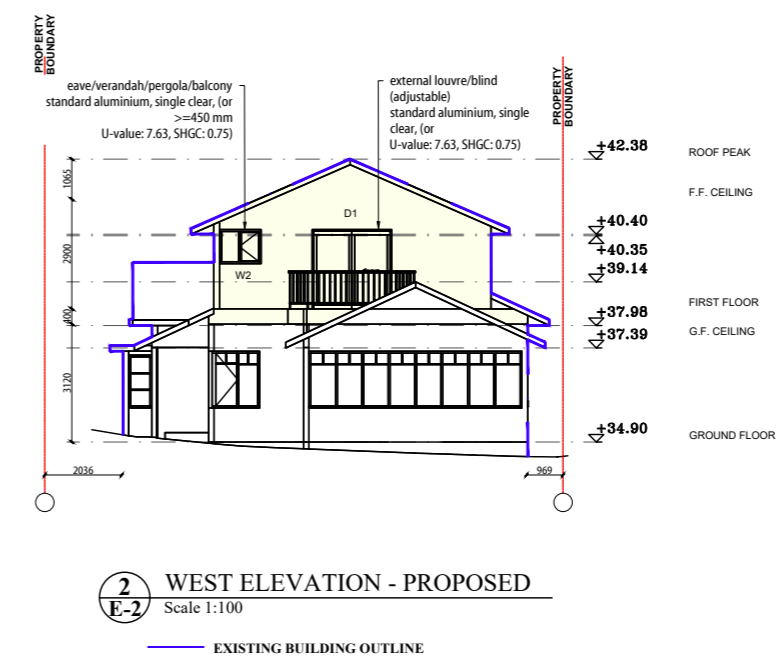 PROPERTY
BOUNDARY
PROPERTY
BOUNDARY
eave/verandah/pergola/balcony
standard aluminium, single clear, (or
>=450 mm
U-value: 7.63, SHGC: 0.75)
external louvre/blind
(adjustable)
standard aluminium, single
clear, (or
U-value: 7.63, SHGC: 0.75)
+42.38
ROOF PEAK
1065
F.F. CEILING
D1
+40.40
+40.35
2900
W2
+39.14
FIRST FLOOR
+37.98
400
G.F. CEILING
+37.39
3120
+34.90
GROUND FLOOR
2036
969
2
E-2
WEST ELEVATION - PROPOSED
Scale 1:100
EXISTING BUILDING OUTLINE